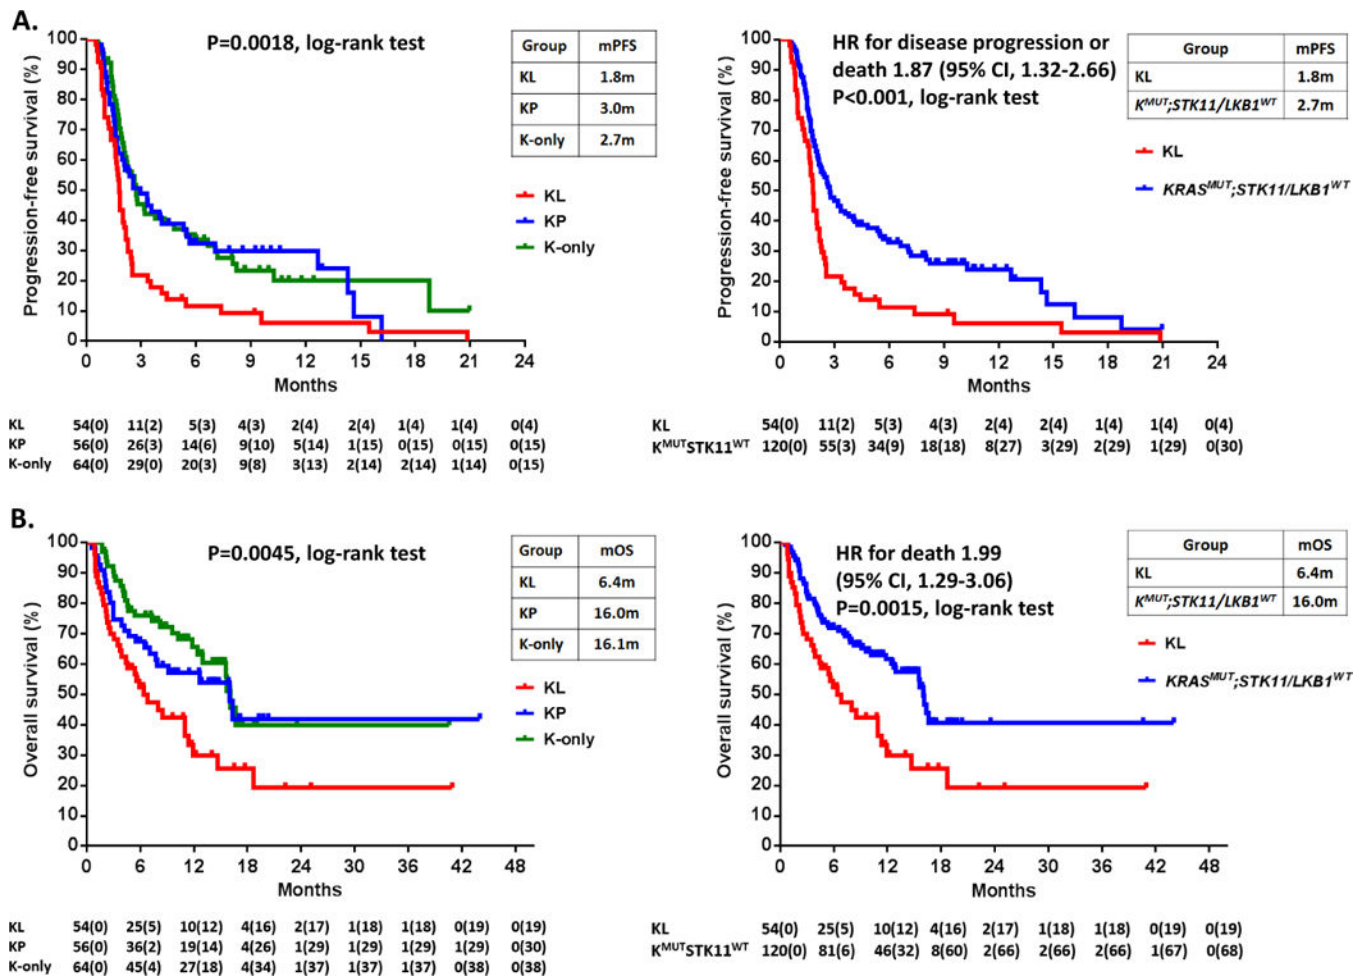 A.
P=0.0018, log-rank test
Group mPFS
KL 1.8m
KP 3.0m
K-only 2.7m
KL
KP
K-only
Progression-free survival (%)
100
90
80
70
60
50
40
30
20
10
0
0 3 6 9 12 15 18 21 24
Months
KL 54(0) 11(2) 5(3) 4(3) 2(4) 2(4) 1(4) 1(4) 0(4)
KP 56(0) 26(3) 14(6) 9(10) 5(14) 1(15) 0(15) 0(15) 0(15)
K-only 64(0) 29(0) 20(3) 9(8) 3(13) 2(14) 2(14) 1(14) 0(15)
HR for disease progression or
death 1.87 (95% CI, 1.32-2.66)
P<0.001, log-rank test
Group mPFS
KL 1.8m
K^MUT;STK11/LKB1^WT 2.7m
KL
KRAS^MUT;STK11/LKB1^WT
Progression-free survival (%)
100
90
80
70
60
50
40
30
20
10
0
0 3 6 9 12 15 18 21 24
Months
KL 54(0) 11(2) 5(3) 4(3) 2(4) 2(4) 1(4) 1(4) 0(4)
K^MUTSTK11^WT 120(0) 55(3) 34(9) 18(18) 8(27) 3(29) 2(29) 1(29) 0(30)
B.
P=0.0045, log-rank test
Group mOS
KL 6.4m
KP 16.0m
K-only 16.1m
KL
KP
K-only
Overall survival (%)
100
90
80
70
60
50
40
30
20
10
0
0 6 12 18 24 30 36 42 48
Months
KL 54(0) 25(5) 10(12) 4(16) 2(17) 1(18) 1(18) 0(19) 0(19)
KP 56(0) 36(2) 19(14) 4(26) 1(29) 1(29) 1(29) 1(29) 0(30)
K-only 64(0) 45(4) 27(18) 4(34) 1(37) 1(37) 1(37) 0(38) 0(38)
HR for death 1.99
(95% CI, 1.29-3.06)
P=0.0015, log-rank test
Group mOS
KL 6.4m
K^MUT;STK11/LKB1^WT 16.0m
KL
KRAS^MUT;STK11/LKB1^WT
Overall survival (%)
100
90
80
70
60
50
40
30
20
10
0
0 6 12 18 24 30 36 42 48
Months
KL 54(0) 25(5) 10(12) 4(16) 2(17) 1(18) 1(18) 0(19) 0(19)
K^MUTSTK11^WT 120(0) 81(6) 46(32) 8(60) 2(66) 2(66) 2(66) 1(67) 0(68)